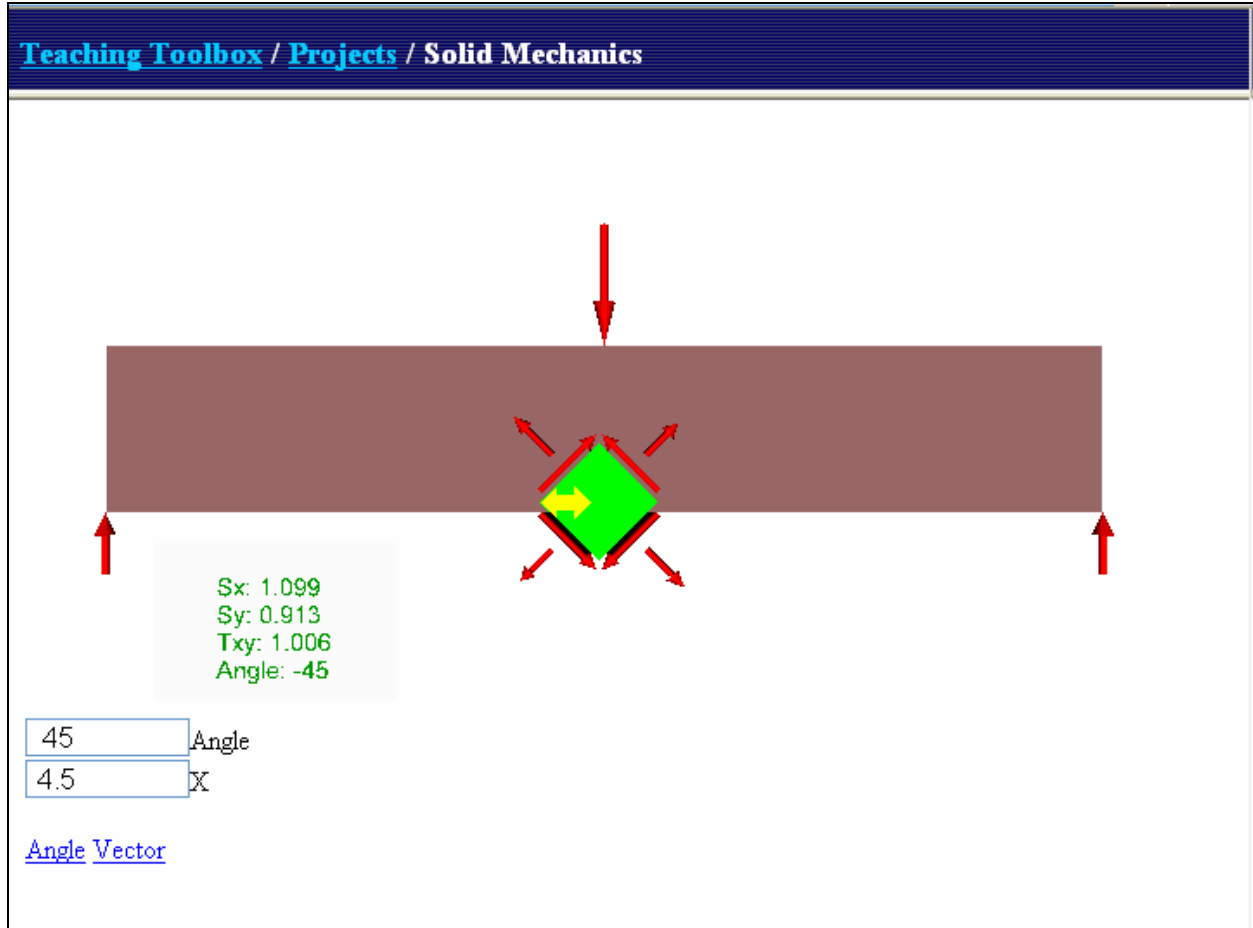 Teaching Toolbox / Projects / Solid Mechanics
Sx: 1.099
Sy: 0.913
Txy: 1.006
Angle: -45
45 Angle
4.5 X
Angle Vector